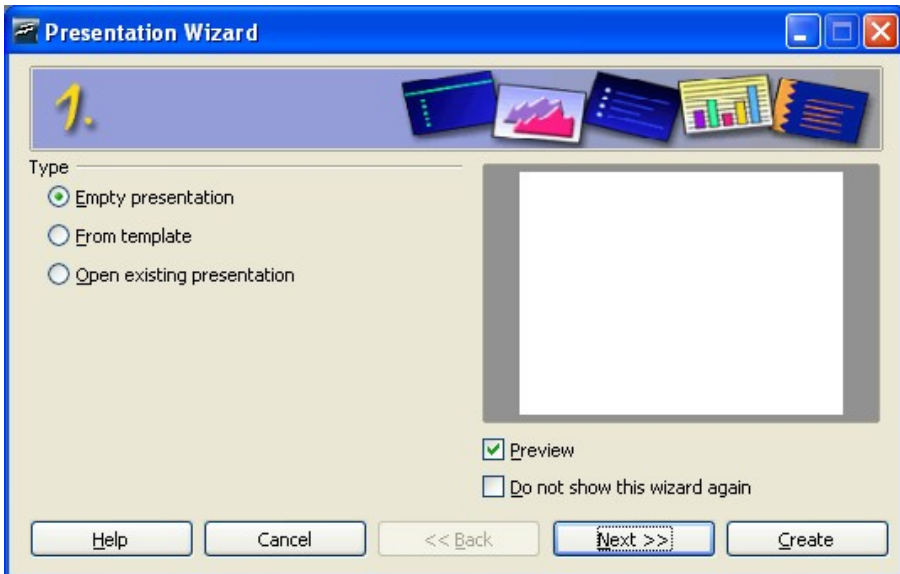 Presentation Wizard
1.
Type
Empty presentation
From template
Open existing presentation
Preview
Do not show this wizard again
Help Cancel << Back Next >> Create